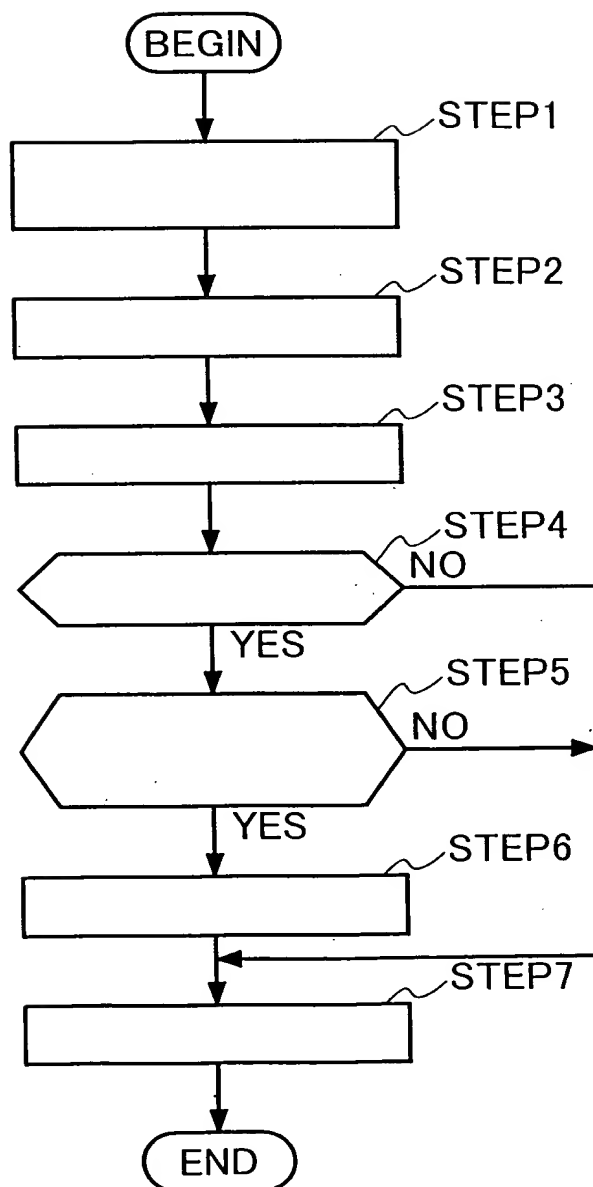 BEGIN
STEP1
STEP2
STEP3
STEP4
NO
YES
STEP5
NO
YES
STEP6
STEP7
END